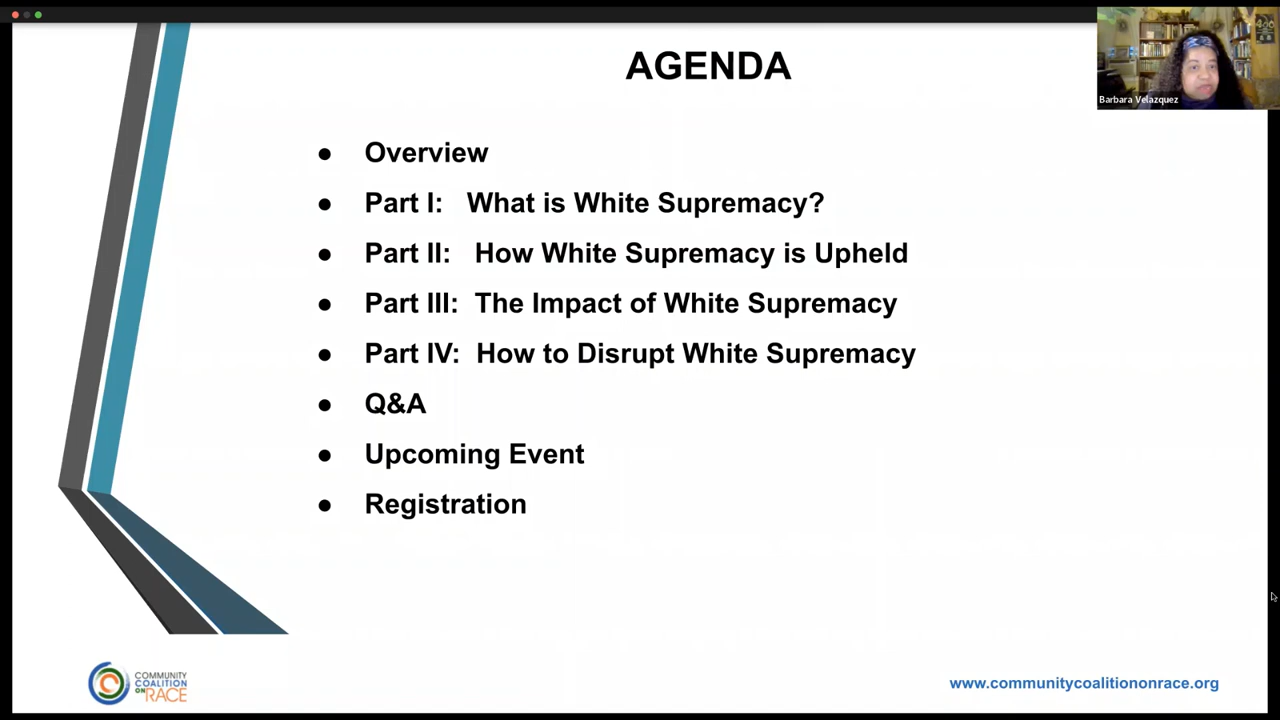 AGENDA
Barbara Velazquez
● Overview
● Part I: What is White Supremacy?
● Part II: How White Supremacy is Upheld
● Part III: The Impact of White Supremacy
● Part IV: How to Disrupt White Supremacy
● Q&A
● Upcoming Event
● Registration
COMMUNITY
COALITION
ON RACE
www.communitycoalitiononrace.org